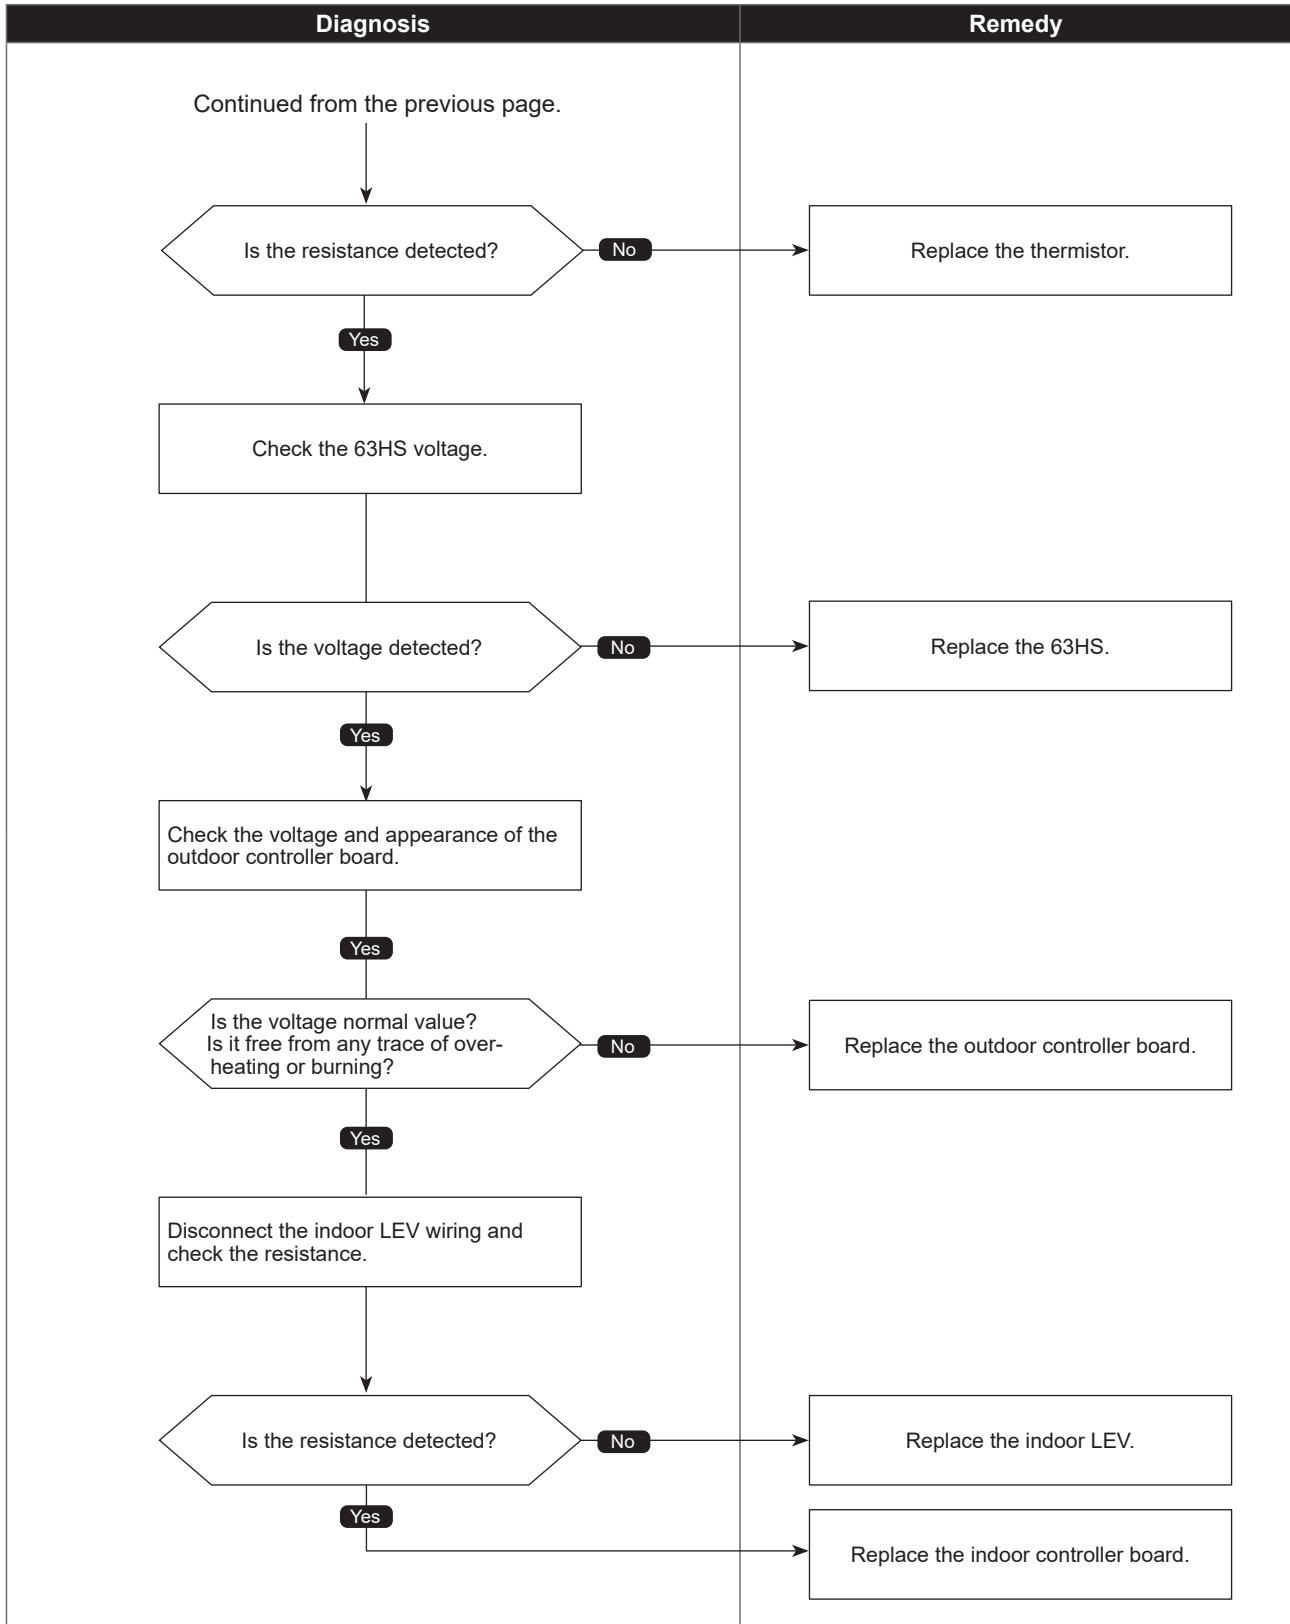 Diagnosis
Remedy
Continued from the previous page.
Is the resistance detected?
No
Replace the thermistor.
Yes
Check the 63HS voltage.
Is the voltage detected?
No
Replace the 63HS.
Yes
Check the voltage and appearance of the
outdoor controller board.
Yes
Is the voltage normal value?
Is it free from any trace of over-
heating or burning?
No
Replace the outdoor controller board.
Yes
Disconnect the indoor LEV wiring and
check the resistance.
Is the resistance detected?
No
Replace the indoor LEV.
Yes
Replace the indoor controller board.